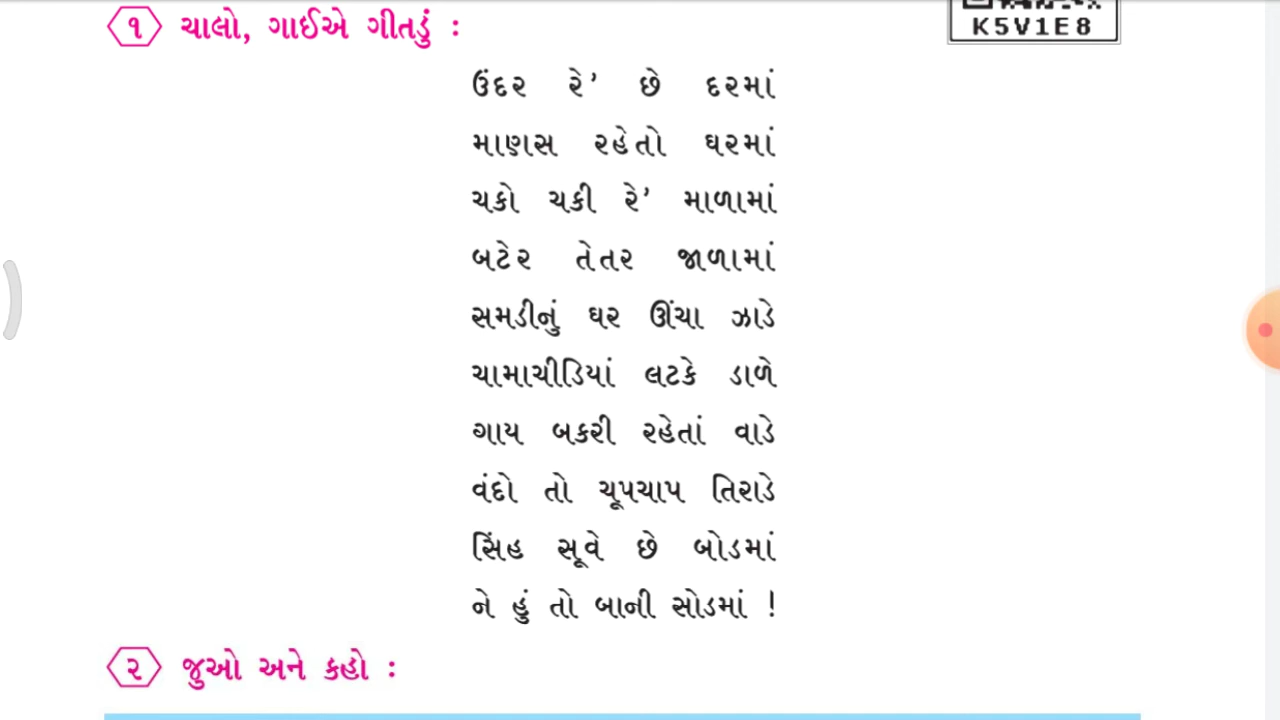 ૧ ચાલો, ગાઈએ ગીતડું :
K5V1E8
ઉંદર રે’ છે દરમાં
માણસ રહેતો ઘરમાં
ચકો ચકી રે’ માળામાં
બટેર તેતર જાળામાં
સમડીનું ઘર ઊંચા ઝાડે
ચામાચીડિયાં લટકે ડાળે
ગાય બકરી રહેતાં વાડે
વંદો તો ચૂપચાપ તિરાડે
સિંહ સૂવે છે બોડમાં
ને હું તો બાની સોડમાં !
૨ જુઓ અને કહો :